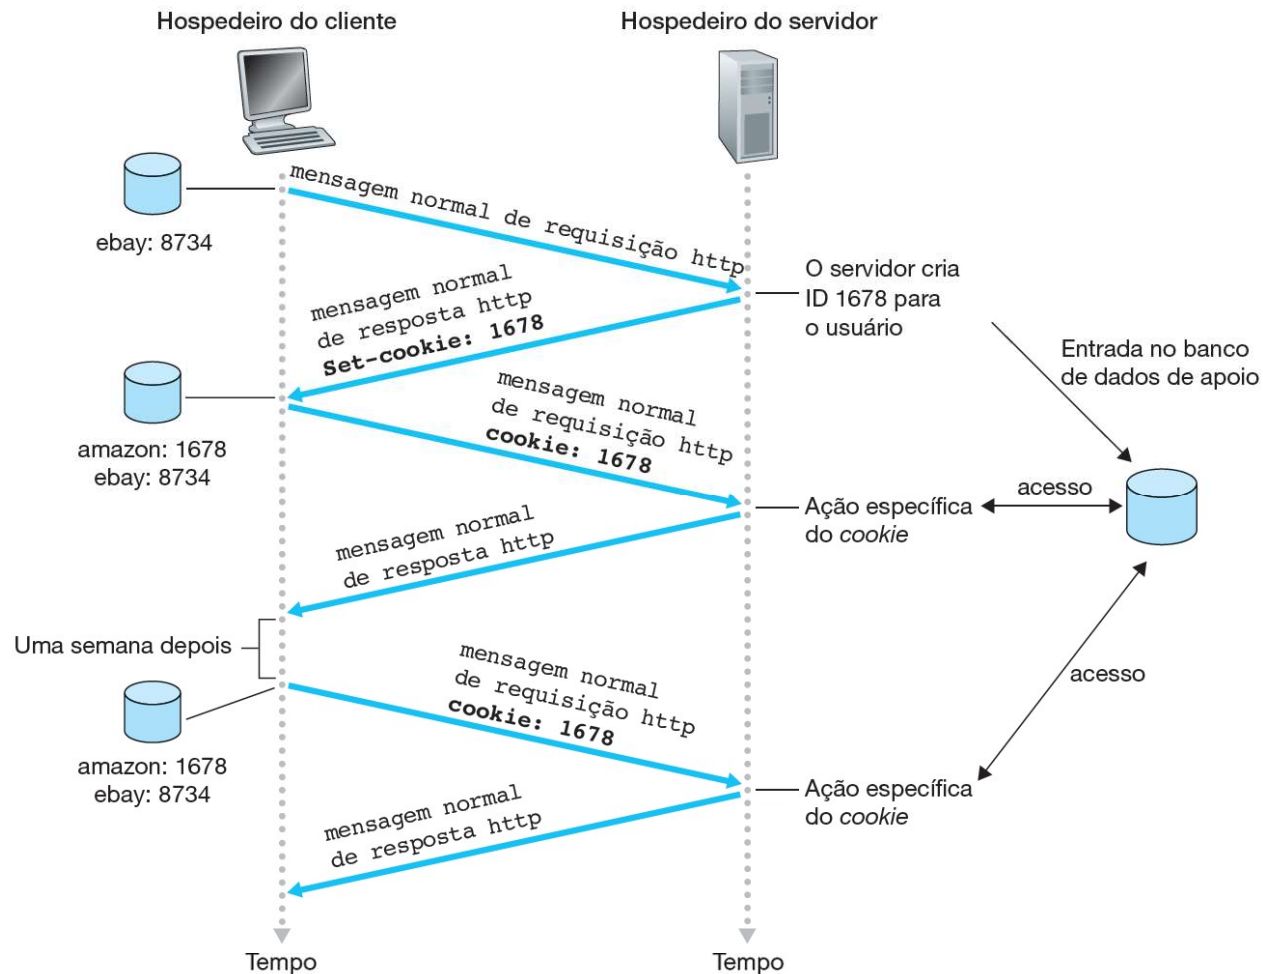 Hospedeiro do cliente
Hospedeiro do servidor
mensagem normal de requisição http
ebay: 8734
O servidor cria
ID 1678 para
o usuário
mensagem normal
de resposta http
Set-cookie: 1678
Entrada no banco
de dados de apoio
amazon: 1678
ebay: 8734
mensagem normal
de requisição http
cookie: 1678
acesso
Ação específica
do cookie
mensagem normal
de resposta http
Uma semana depois
mensagem normal
de requisição http
cookie: 1678
acesso
amazon: 1678
ebay: 8734
Ação específica
do cookie
mensagem normal
de resposta http
Tempo
Tempo